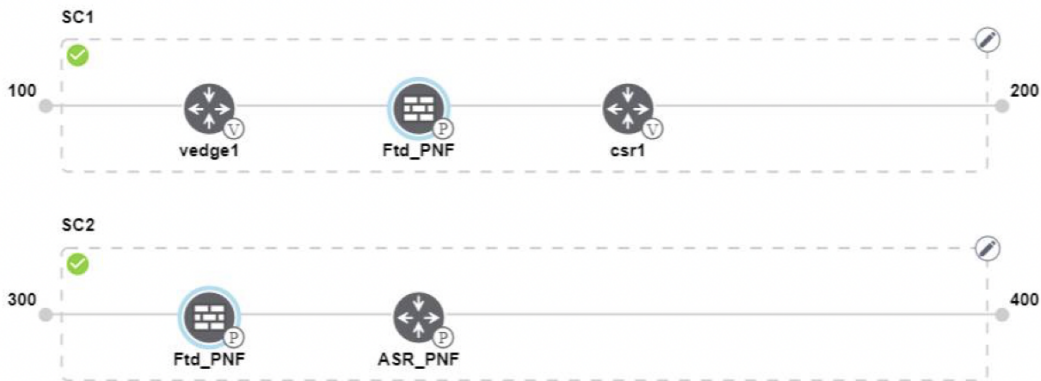 SC1
100
200
V
P
V
vedge1
Ftd_PNF
csr1
SC2
300
400
P
P
Ftd_PNF
ASR_PNF